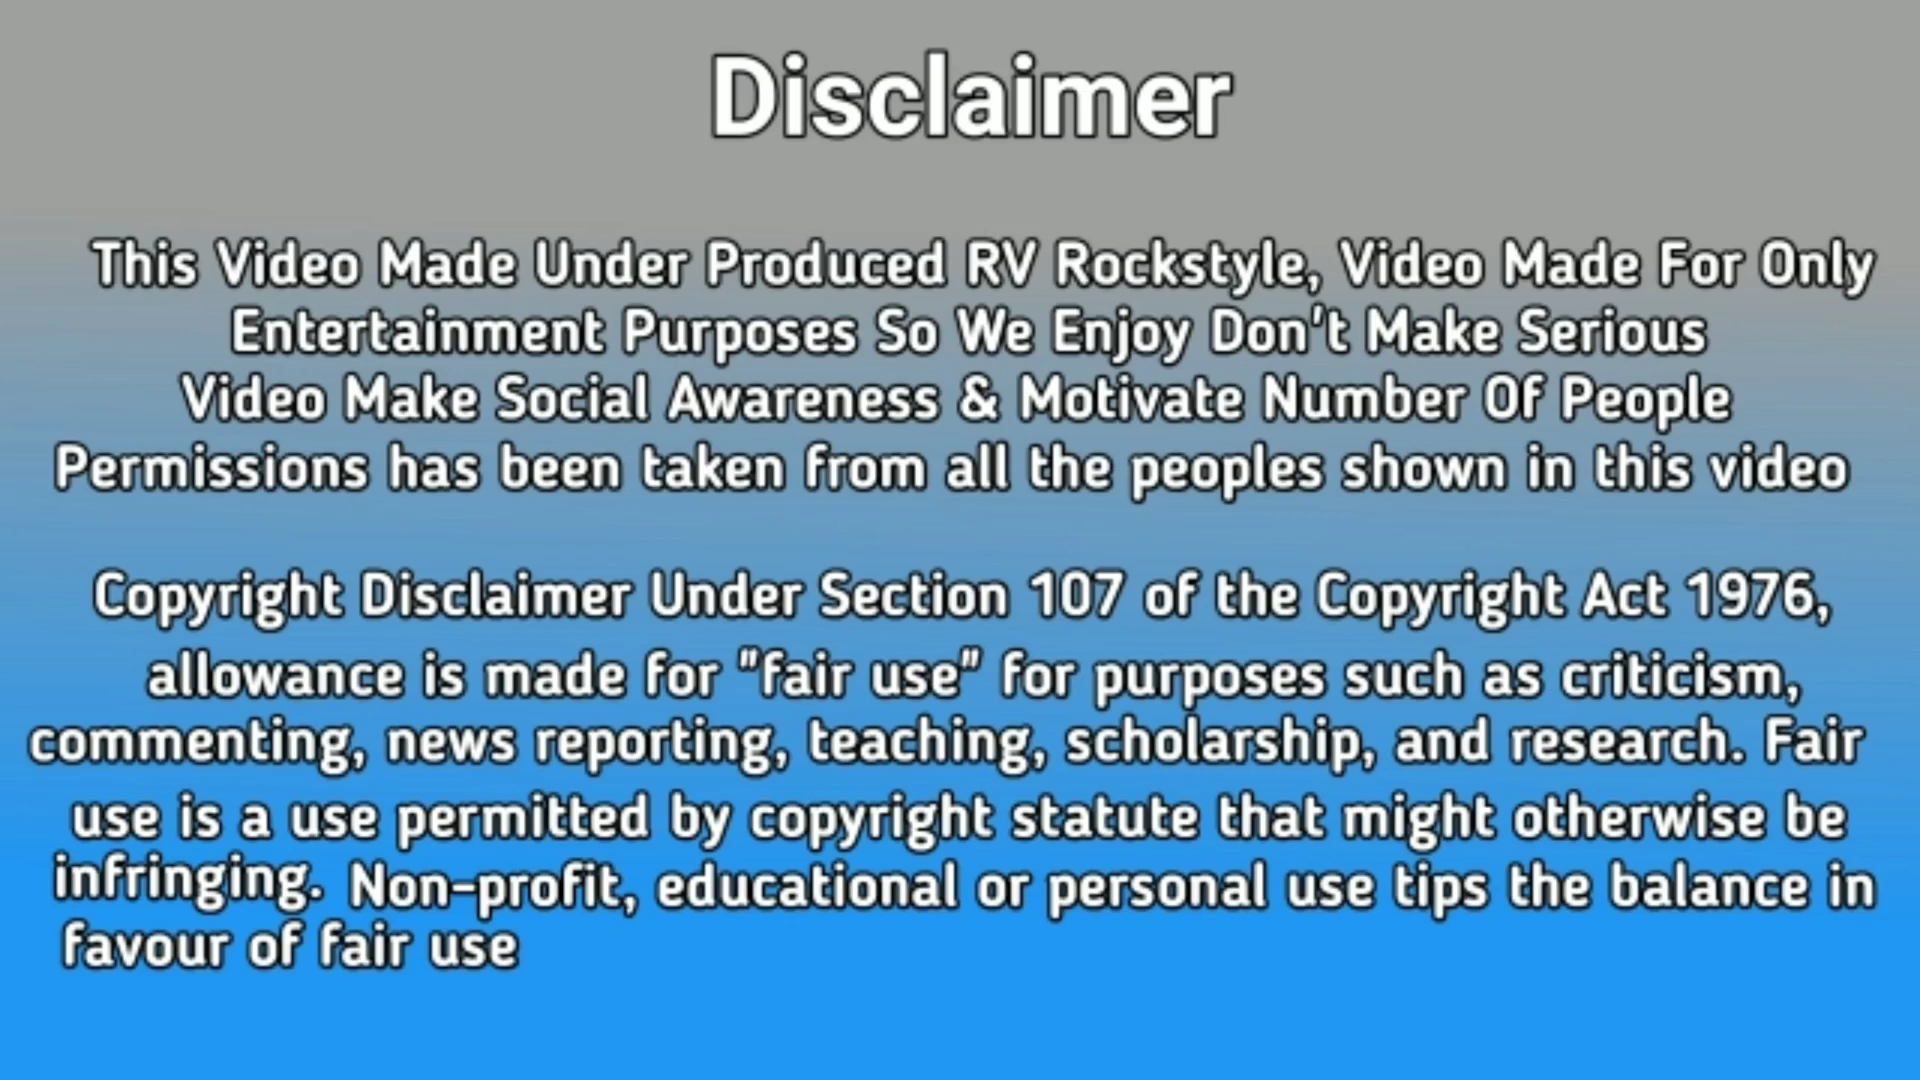 Disclaimer
This Video Made Under Produced RV Rockstyle, Video Made For Only
Entertainment Purposes So We Enjoy Don't Make Serious
Video Make Social Awareness & Motivate Number Of People
Permissions has been taken from all the peoples shown in this video
Copyright Disclaimer Under Section 107 of the Copyright Act 1976,
allowance is made for "fair use" for purposes such as criticism,
commenting, news reporting, teaching, scholarship, and research. Fair
use is a use permitted by copyright statute that might otherwise be
infringing. Non-profit, educational or personal use tips the balance in
favour of fair use